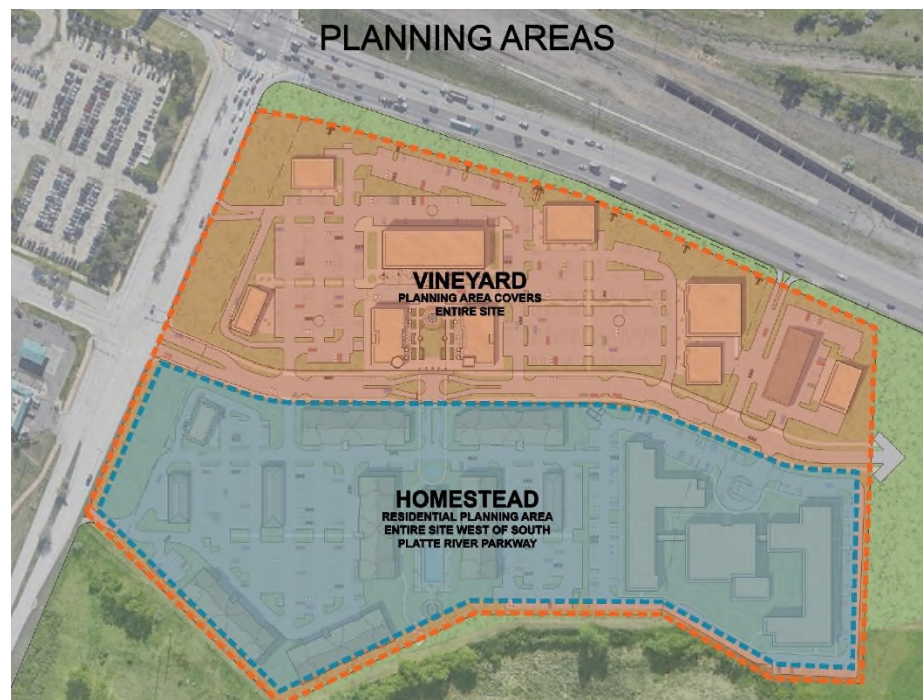 PLANNING AREAS
VINEYARD
PLANNING AREA COVERS
ENTIRE SITE
HOMESTEAD
RESIDENTIAL PLANNING AREA
ENTIRE SITE WEST OF SOUTH
PLATTE RIVER PARKWAY